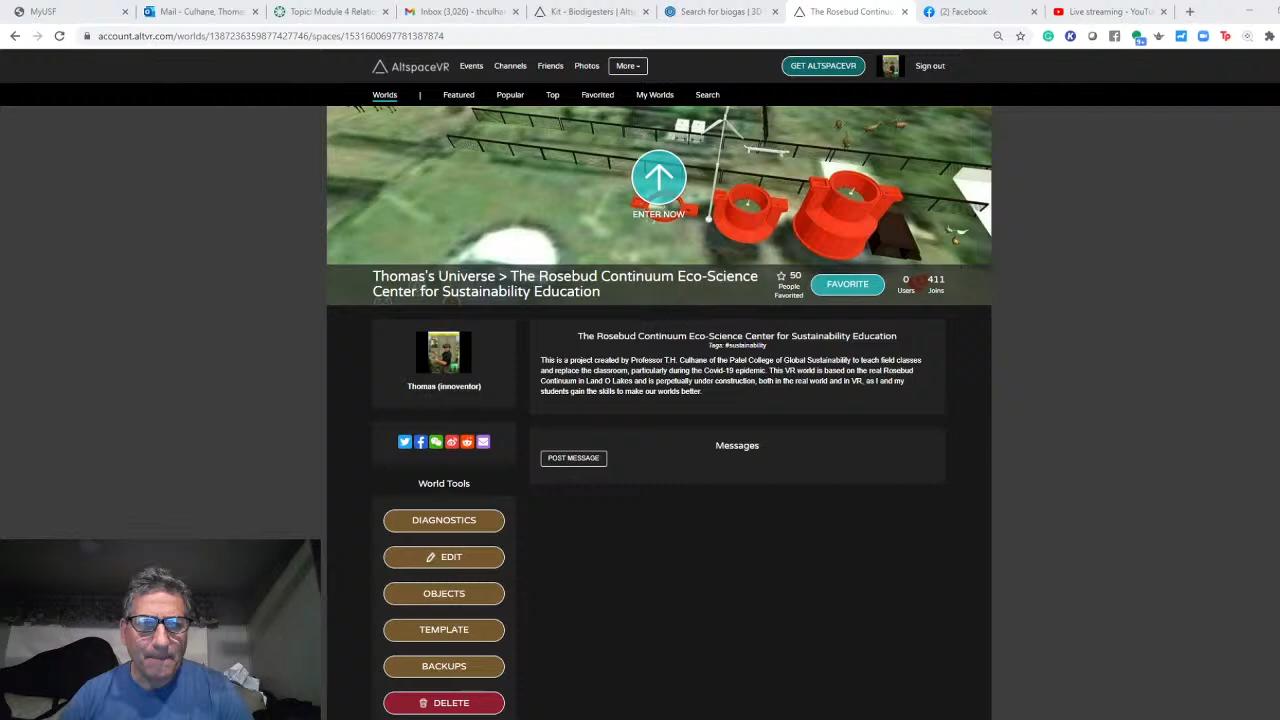 MyUSF
Mail - Culhane, Thomas
Topic! Module 4 Relatio
Inbox (3,026) - thculhan
Kit - Biodigesters | Altsp
Search for biogas | 3D
The Rosebud Continuu
(2) Facebook
Live streaming - YouTu
account.altvr.com/worlds/1387236359877427746/spaces/1531600697781387874
9+
AltspaceVR
Events
Channels
Friends
Photos
More
GET ALTSPACEVR
Sign out
Worlds
|
Featured
Popular
Top
Favorited
My Worlds
Search
ENTER NOW
Thomas's Universe > The Rosebud Continuum Eco-Science
Center for Sustainability Education
50
People
Favorited
FAVORITE
0
Users
411
Joins
Thomas (innoventor)
The Rosebud Continuum Eco-Science Center for Sustainability Education
Tags: #sustainability
This is a project created by Professor T.H. Culhane of the Patel College of Global Sustainability to teach field classes
and replace the classroom, particularly during the Covid-19 epidemic. This VR world is based on the real Rosebud
Continuum in Land O Lakes and is perpetually under construction, both in the real world and in VR, as I and my
students gain the skills to make our worlds better.
Messages
POST MESSAGE
World Tools
DIAGNOSTICS
EDIT
OBJECTS
TEMPLATE
BACKUPS
DELETE